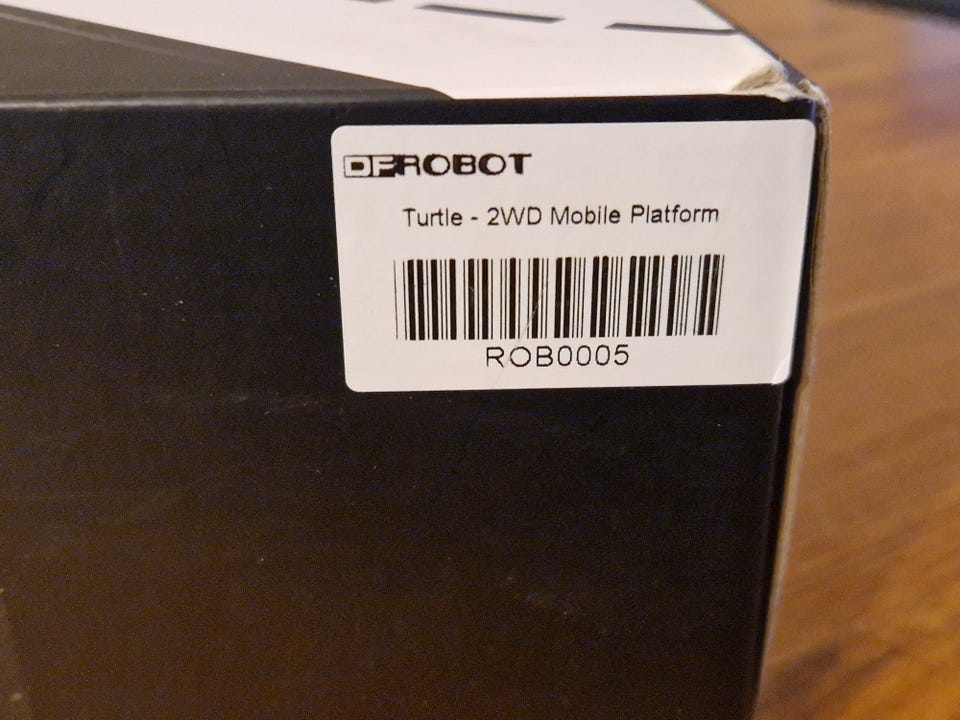 DFROBOT
Turtle - 2WD Mobile Platform
ROB0005